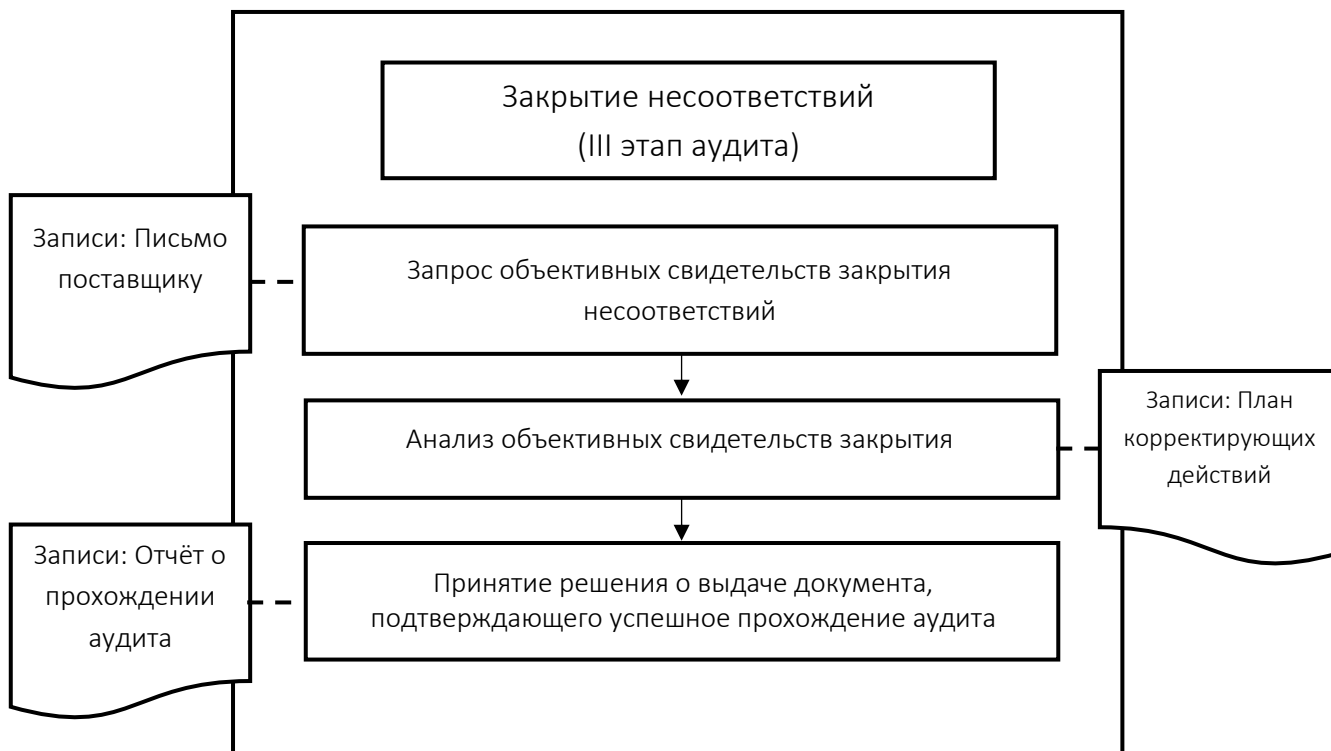 Закрытие несоответствий
(III этап аудита)
Записи: Письмо
поставщику
Запрос объективных свидетельств закрытия
несоответствий
Анализ объективных свидетельств закрытия
Записи: План
корректирующих
действий
Записи: Отчёт о
прохождении
аудита
Принятие решения о выдаче документа,
подтверждающего успешное прохождение аудита